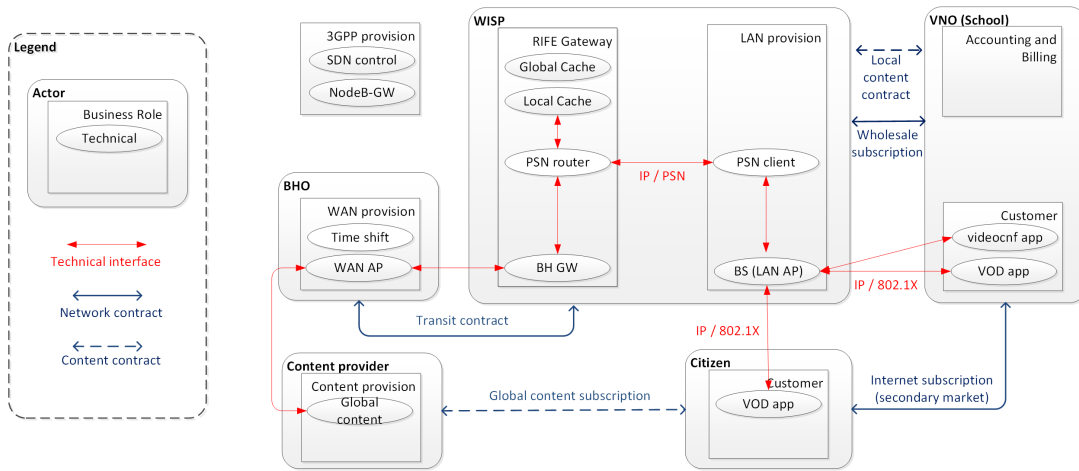 Legend
Actor
Business Role
Technical
Technical interface
Network contract
Content contract
3GPP provision
SDN control
NodeB-GW
WISP
RIFE Gateway
Global Cache
Local Cache
PSN router
BH GW
IP / PSN
LAN provision
PSN client
BS (LAN AP)
Local
content
contract
Wholesale
subscription
VNO (School)
Accounting and
Billing
Customer
videocnf app
VOD app
IP / 802.1X
BHO
WAN provision
Time shift
WAN AP
Transit contract
IP / 802.1X
Content provider
Content provision
Global
content
Global content subscription
Citizen
Customer
VOD app
Internet subscription
(secondary market)